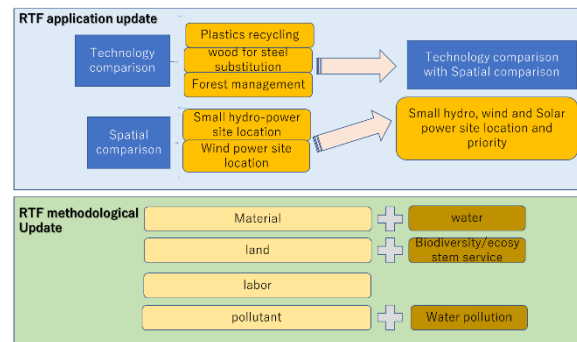 RTF application update
Technology
comparison
Plastics recycling
wood for steel
substitution
Forest management
Technology comparison
with Spatial comparison
Spatial
comparison
Small hydro-power
site location
Wind power site
location
Small hydro, wind and Solar
power site location and
priority
RTF methodological
Update
Material
water
land
Biodiversity/ecosy
stem service
labor
pollutant
Water pollution